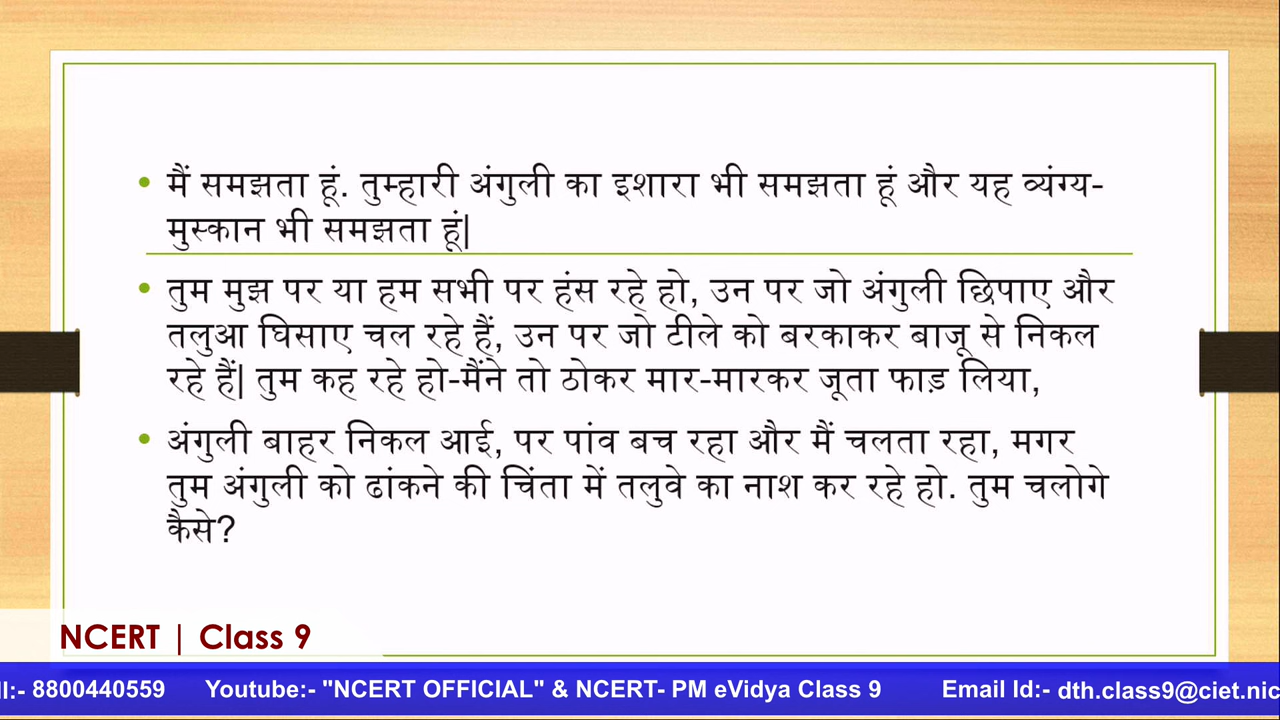 मैं समझता हूं. तुम्हारी अंगुली का इशारा भी समझता हूं और यह व्यंग्य-
मुस्कान भी समझता हूं|
तुम मुझ पर या हम सभी पर हंस रहे हो, उन पर जो अंगुली छिपाए और
तलुआ घिसाए चल रहे हैं, उन पर जो टीले को बरकाकर बाजू से निकल
रहे हैं| तुम कह रहे हो-मैंने तो ठोकर मार-मारकर जूता फाड़ लिया,
अंगुली बाहर निकल आई, पर पांव बच रहा और मैं चलता रहा, मगर
तुम अंगुली को ढांकने की चिंता में तलुवे का नाश कर रहे हो. तुम चलोगे
कैसे?
NCERT | Class 9
ll:- 8800440559 Youtube:- "NCERT OFFICIAL" & NCERT- PM eVidya Class 9 Email Id:- dth.class9@ciet.nic